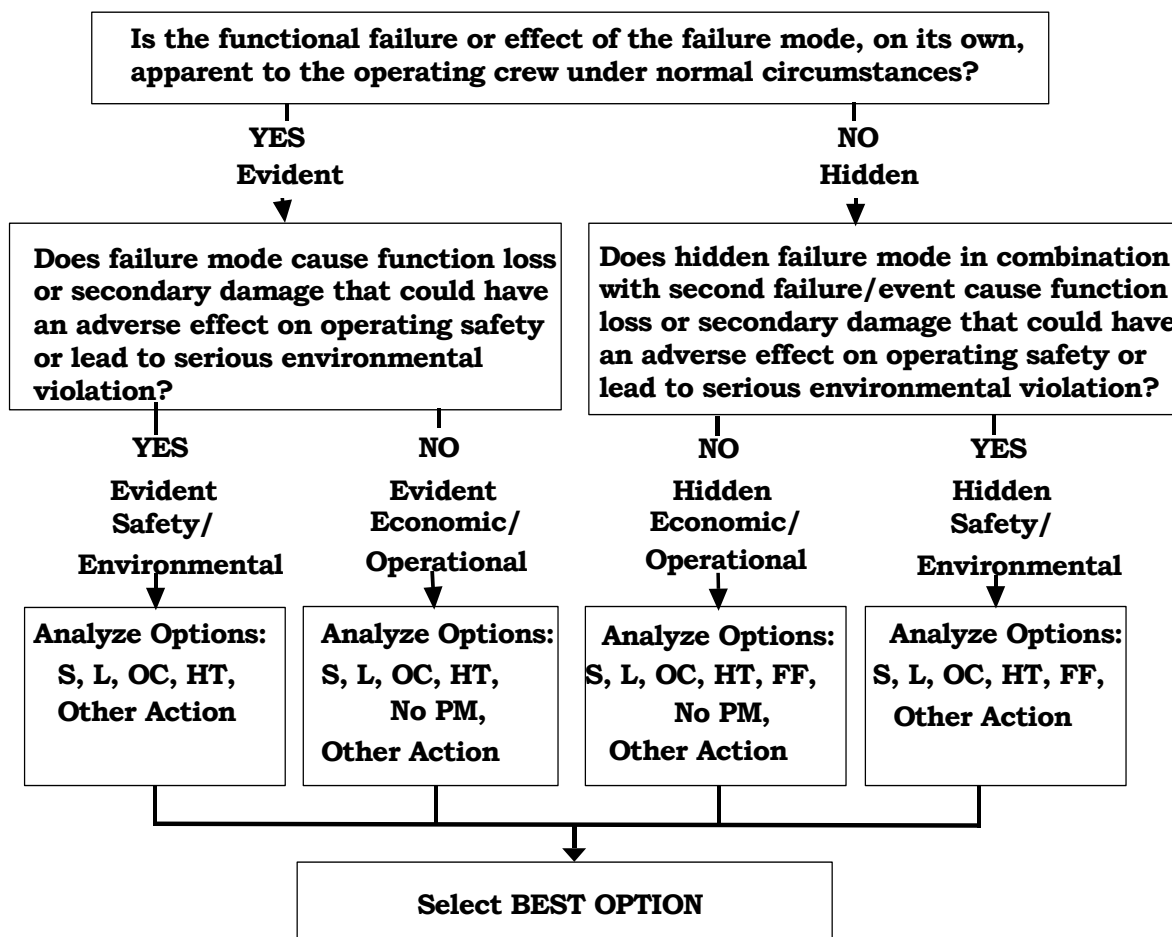 Is the functional failure or effect of the failure mode, on its own,
apparent to the operating crew under normal circumstances?
YES
Evident
NO
Hidden
Does failure mode cause function loss
or secondary damage that could have
an adverse effect on operating safety
or lead to serious environmental
violation?
Does hidden failure mode in combination
with second failure/event cause function
loss or secondary damage that could have
an adverse effect on operating safety or
lead to serious environmental violation?
YES
Evident
Safety/
Environmental
NO
Evident
Economic/
Operational
NO
Hidden
Economic/
Operational
YES
Hidden
Safety/
Environmental
Analyze Options:
S, L, OC, HT,
Other Action
Analyze Options:
S, L, OC, HT,
No PM,
Other Action
Analyze Options:
S, L, OC, HT, FF,
No PM,
Other Action
Analyze Options:
S, L, OC, HT, FF,
Other Action
Select BEST OPTION